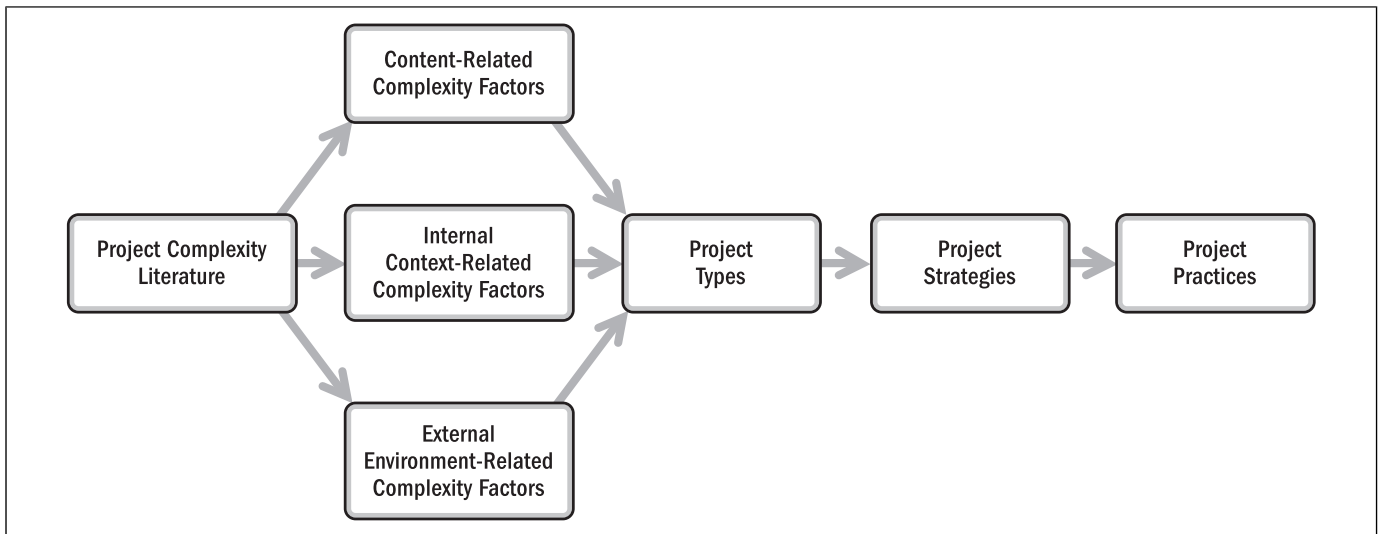 Content-Related
Complexity Factors
Project Complexity
Literature
Internal
Context-Related
Complexity Factors
Project
Types
Project
Strategies
Project
Practices
External
Environment-Related
Complexity Factors